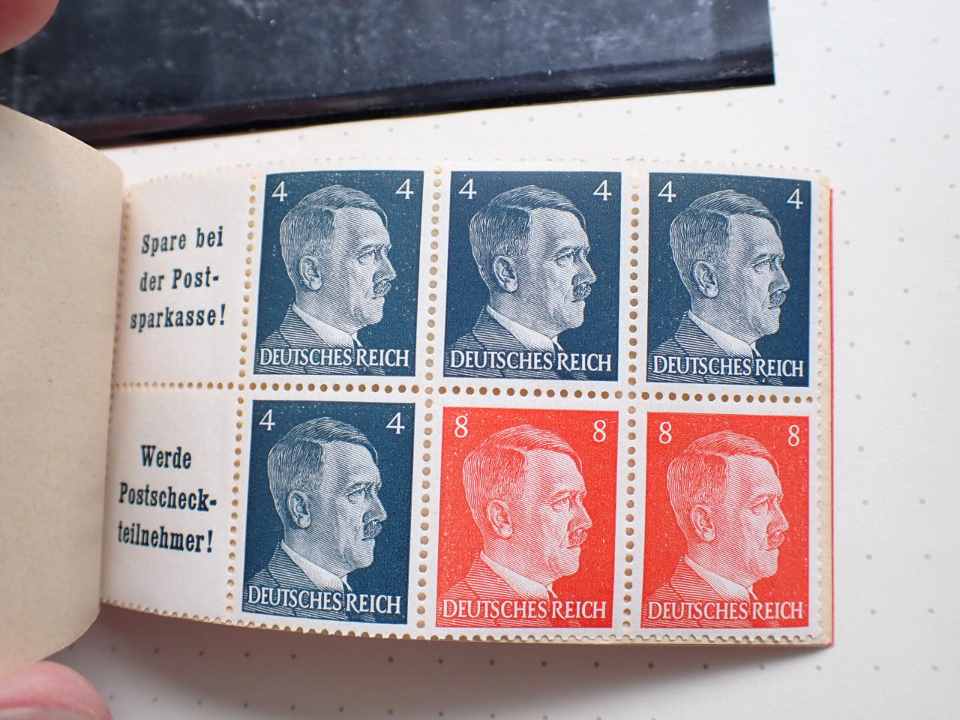 Spare bei
der Post-
sparkasse!
4 4
DEUTSCHES REICH
4 4
DEUTSCHES REICH
4 4
DEUTSCHES REICH
Werde
Postscheck-
teilnehmer!
4 4
DEUTSCHES REICH
8 8
DEUTSCHES REICH
8 8
DEUTSCHES REICH